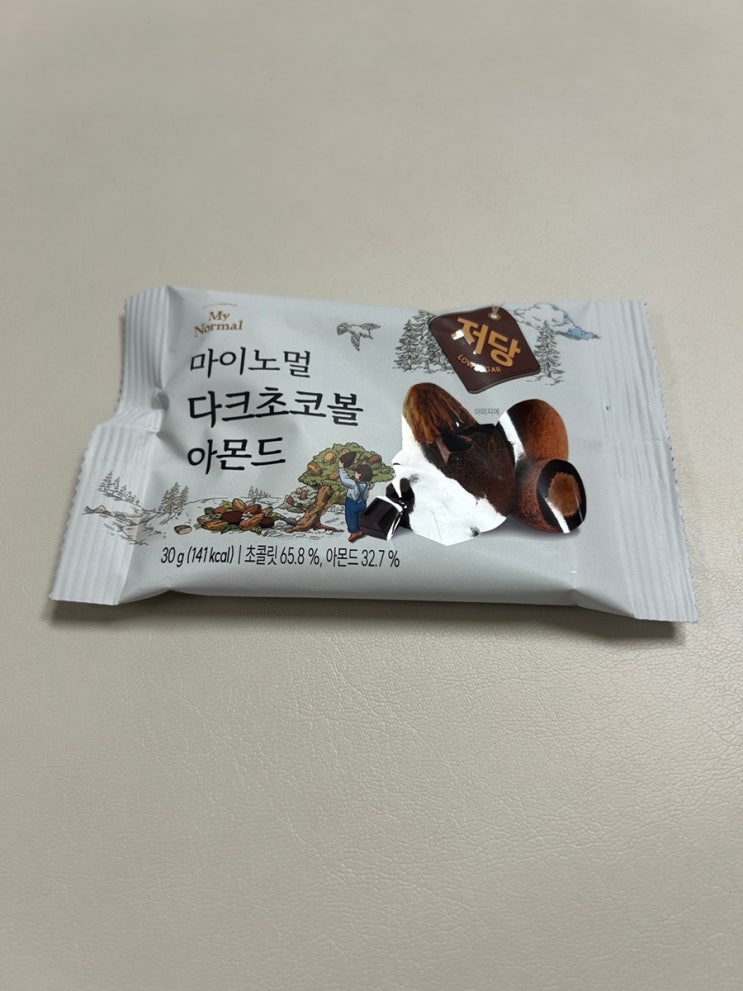 My
Normal
마이노멀
다크초코볼
아몬드
저당
LOW SUGAR
이미지예
30 g (141 kcal) | 초콜릿 65.8 %, 아몬드 32.7 %